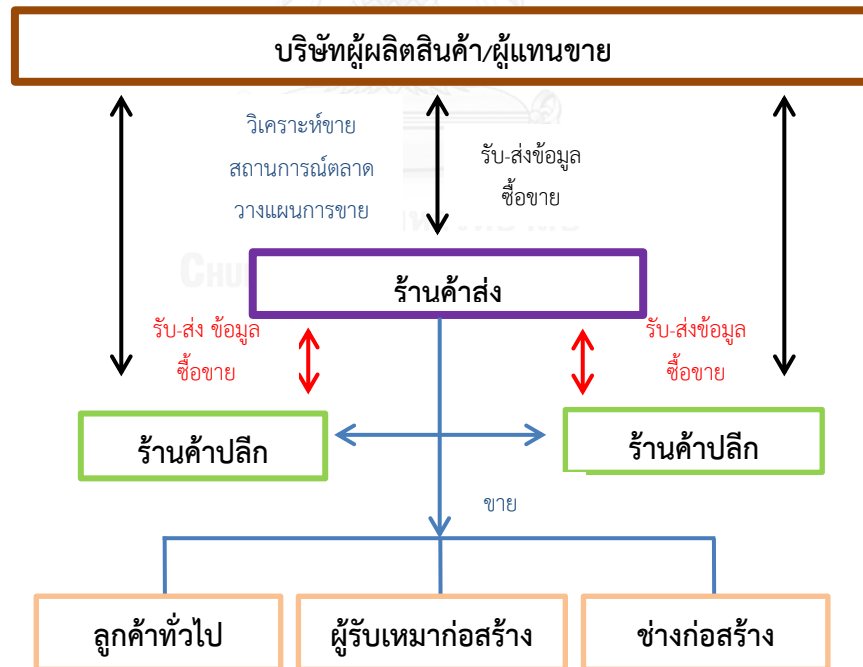 บริษัทผู้ผลิตสินค้า/ผู้แทนขาย
วิเคราะห์ขาย
สถานการณ์ตลาด
วางแผนการขาย
รับ-ส่งข้อมูล
ซื้อขาย
ร้านค้าส่ง
รับ-ส่ง ข้อมูล
ซื้อขาย
รับ-ส่งข้อมูล
ซื้อขาย
ร้านค้าปลีก
ร้านค้าปลีก
ขาย
ลูกค้าทั่วไป
ผู้รับเหมาก่อสร้าง
ช่างก่อสร้าง